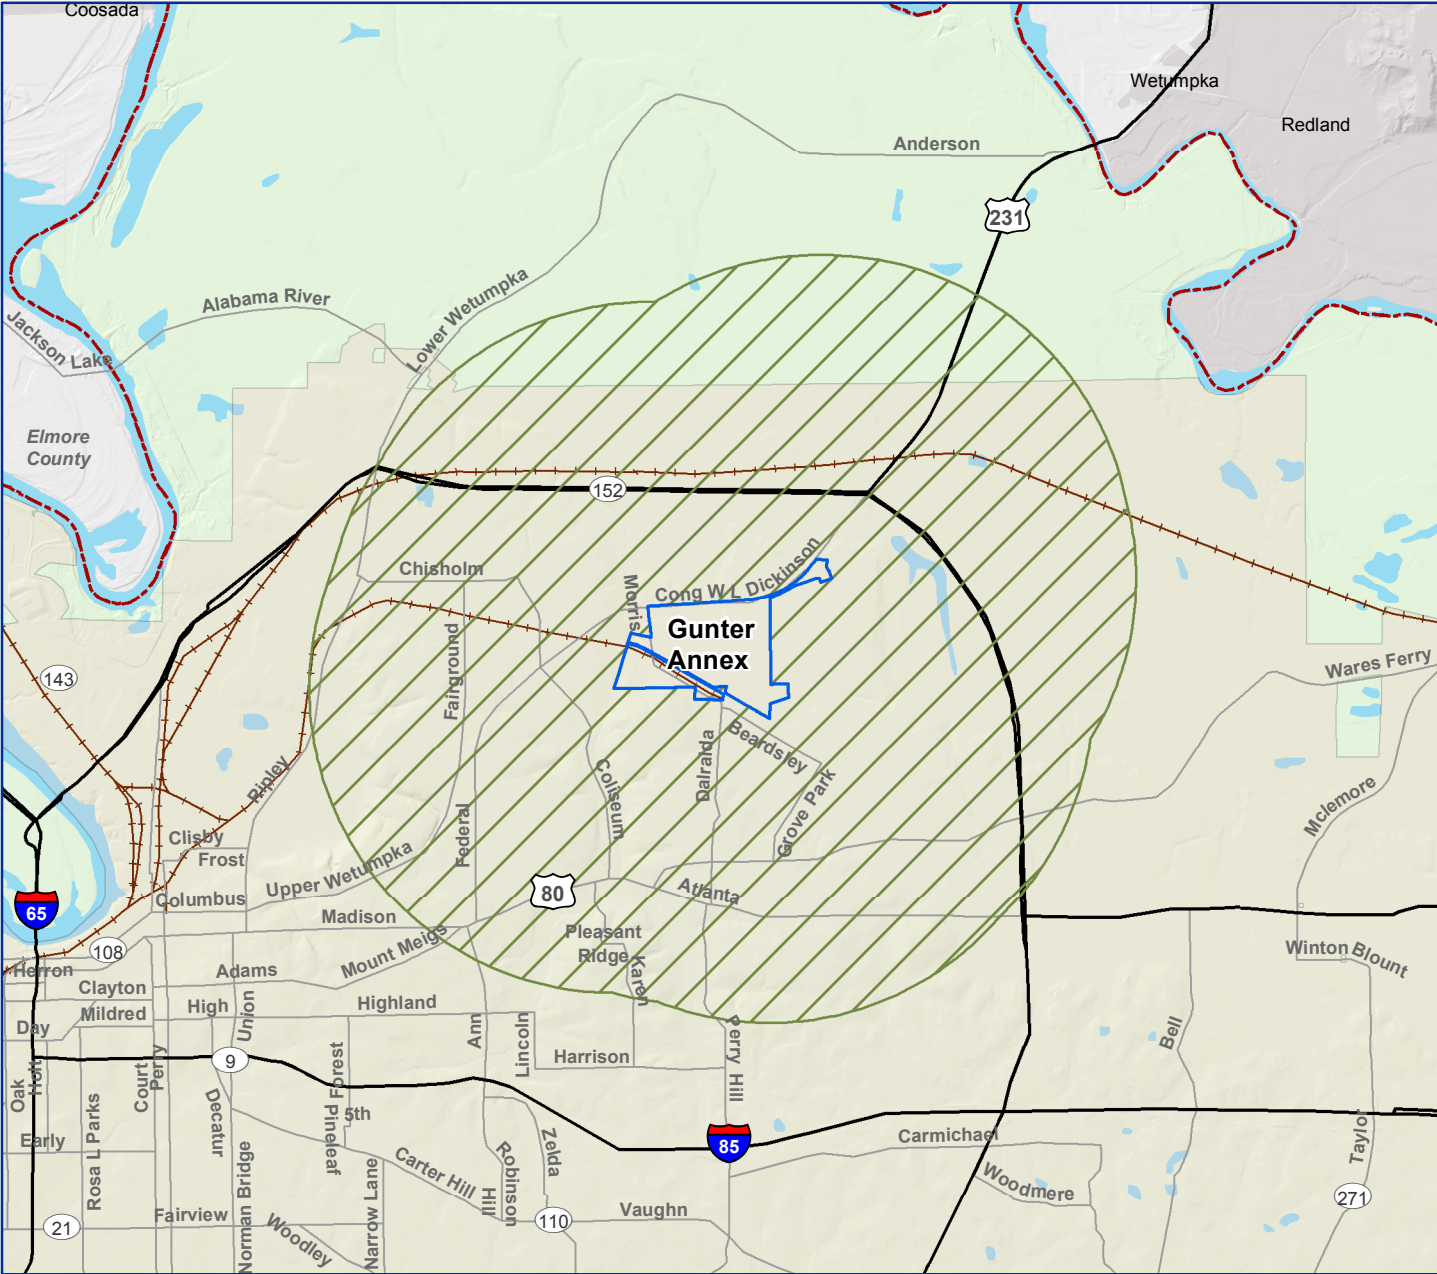 Coosada
Wetumpka
Redland
Anderson
231
Lower Wetumpka
Alabama River
Jackson Lake
Elmore
County
152
Chisholm
Morris
Cong W L Dickinson
Gunter
Annex
Fairground
143
Wares Ferry
Beardsley
Dalraida
Coliseum
Grove Park
Ripley
Mclemore
Federal
Clisby
Frost
Upper Wetumpka
80
Atlanta
Columbus
65
Madison
Pleasant
Ridge
Mount Meigs
108
Herron
Adams
Karen
Winton Blount
Clayton
High
Highland
Mildred
Union
Day
Ann
Lincoln
Perry Hill
Bell
Harrison
9
Oak
Holt
Court
Perry
Forest
5th
Pineleaf
Decatur
Rosa L Parks
Early
85
Carmichael
Zelda
Robinson
Hill
Carter Hill
Taylor
Woodmere
271
Norman Bridge
Narrow Lane
21
Fairview
Woodley
110
Vaughn